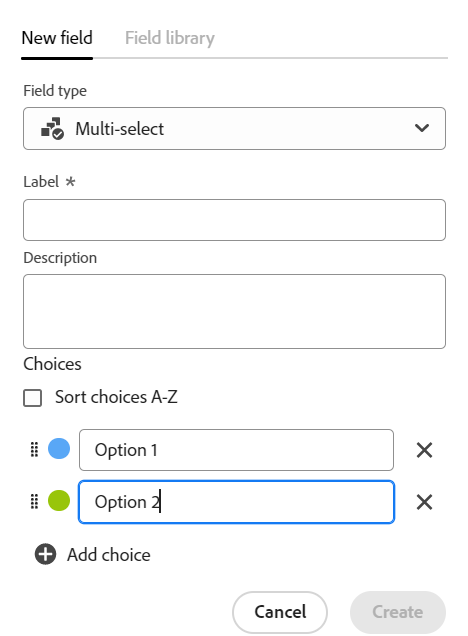 New field Field library
Field type
Multi-select
Label *
Description
Choices
Sort choices A-Z
Option 1
Option 2
Add choice
Cancel Create